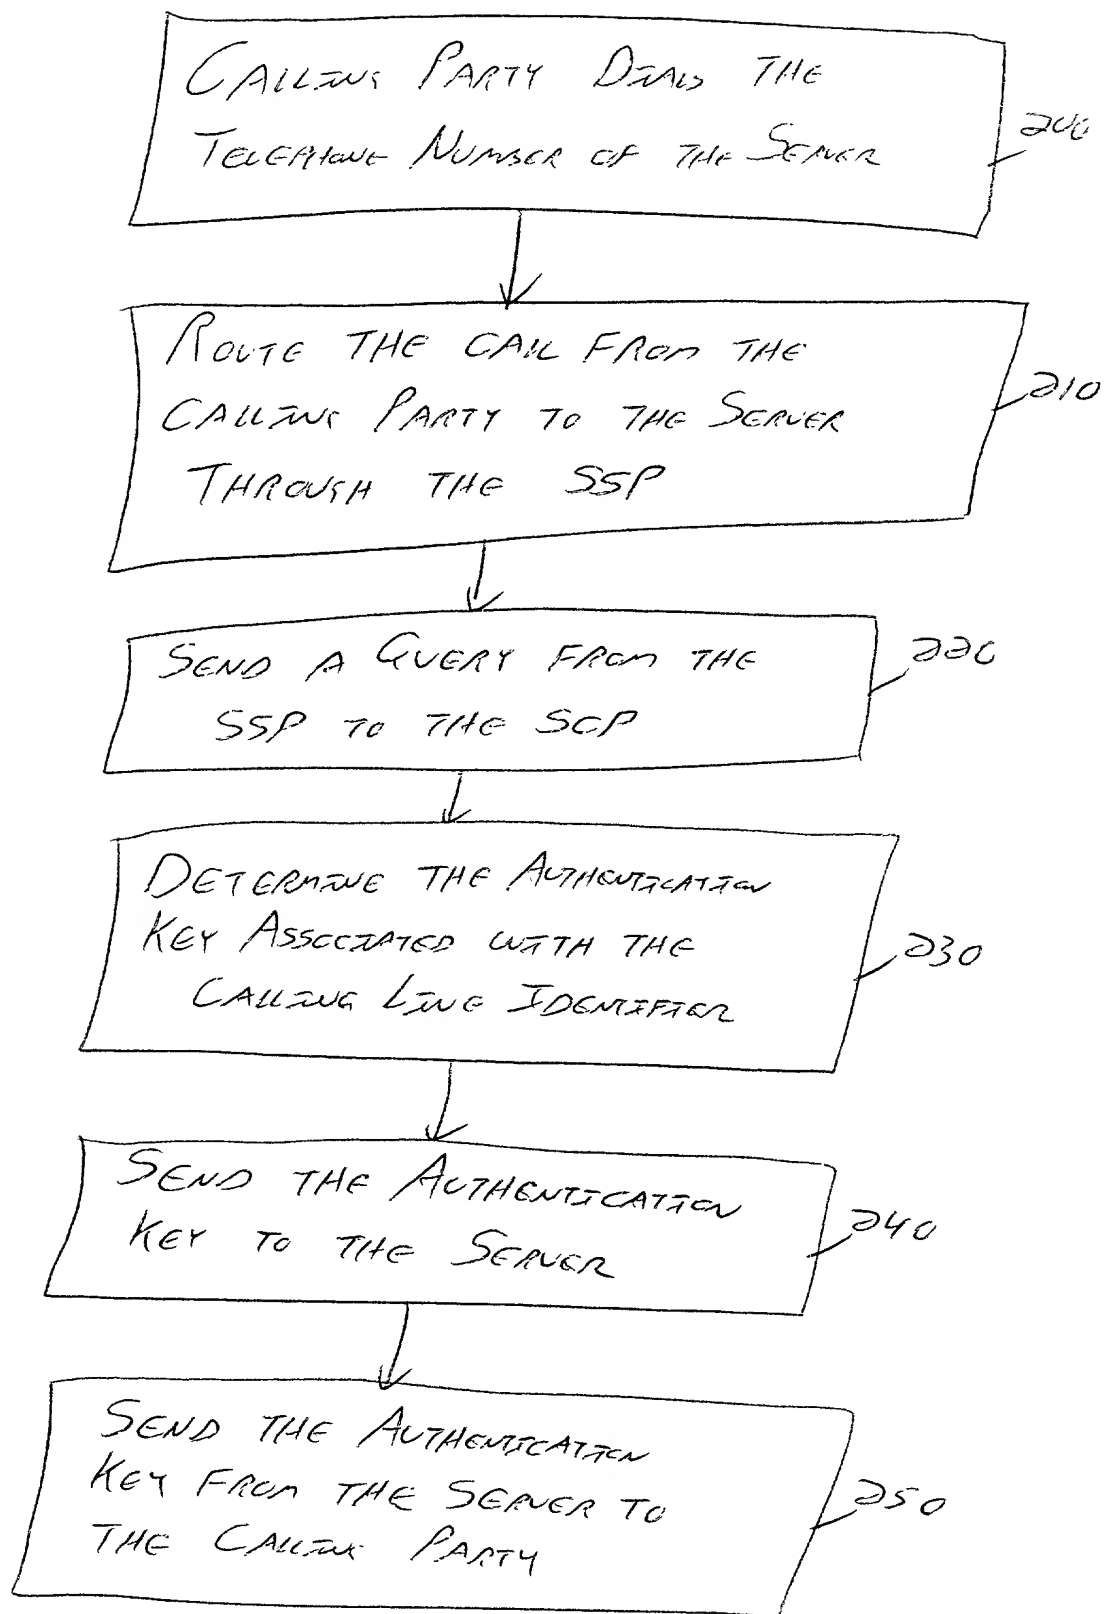 CALLING PARTY DIALS THE
TELEPHONE NUMBER OF THE SERVER
200
ROUTE THE CALL FROM THE
CALLING PARTY TO THE SERVER
THROUGH THE SSP
210
SEND A QUERY FROM THE
SSP TO THE SCP
220
DETERMINE THE AUTHENTICATION
KEY ASSOCIATED WITH THE
CALLING LINE IDENTIFIER
230
SEND THE AUTHENTICATION
KEY TO THE SERVER
240
SEND THE AUTHENTICATION
KEY FROM THE SERVER TO
THE CALLING PARTY
250